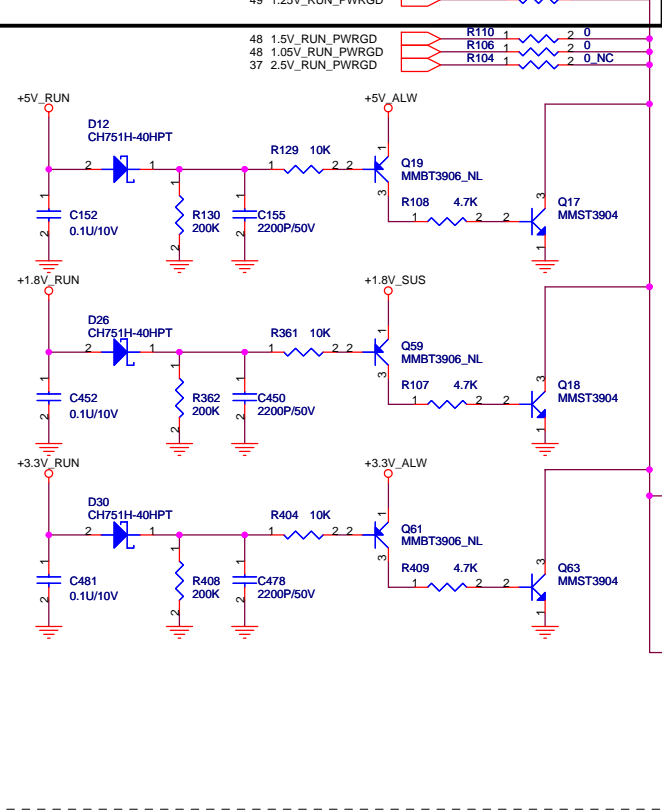 49 1.25V_RUN_PWRGD
48 1.5V_RUN_PWRGD R110 1 2 0
48 1.05V_RUN_PWRGD R106 1 2 0
37 2.5V_RUN_PWRGD R104 1 2 0_NC
+5V_RUN +5V_ALW
D12
CH751H-40HPT
R129 10K
2 1 1 2 2 1
Q19
MMBT3906_NL
3
R108 4.7K
1 2 2
3 Q17
MMST3904
1
1 C152
0.1U/10V
2
1 R130
200K
2
1 C155
2200P/50V
2
+1.8V_RUN +1.8V_SUS
D26
CH751H-40HPT
R361 10K
2 1 1 2 2 1
Q59
MMBT3906_NL
3
R107 4.7K
1 2 2
3 Q18
MMST3904
1
1 C452
0.1U/10V
2
1 R362
200K
2
1 C450
2200P/50V
2
+3.3V_RUN +3.3V_ALW
D30
CH751H-40HPT
R404 10K
2 1 1 2 2 1
Q61
MMBT3906_NL
3
R409 4.7K
1 2 2
3 Q63
MMST3904
1
1 C481
0.1U/10V
2
1 R408
200K
2
1 C478
2200P/50V
2